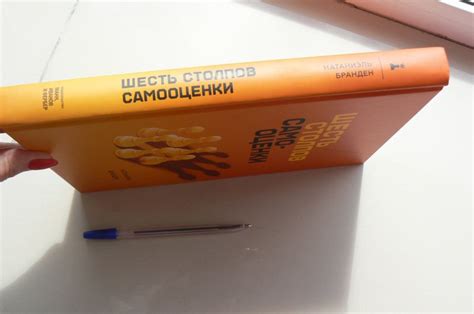 ШЕСТЬ СТОЛПОВ
САМООЦЕНКИ
НАТАНИЭЛЬ
БРАНДЕН
ШЕСТЬ
СТОЛПОВ
САМО-
ОЦЕНКИ